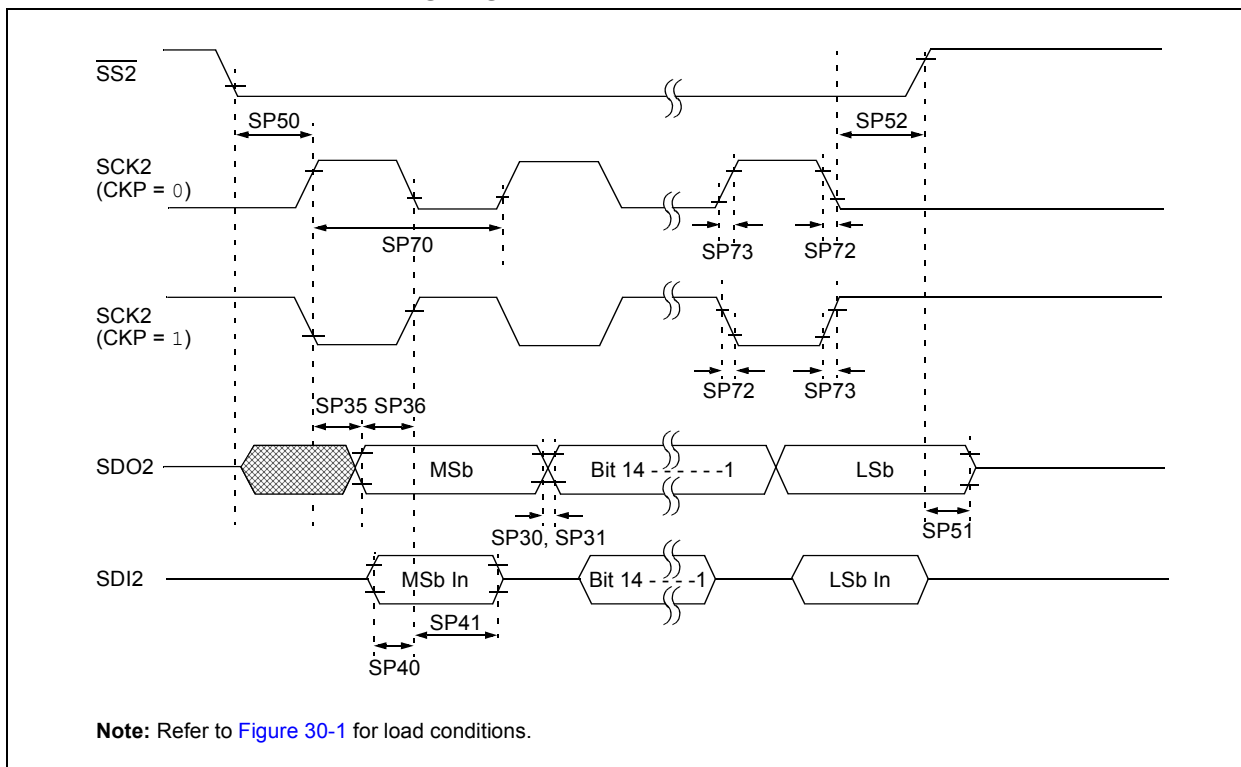 SS2
SP50
SP52
SCK2
(CKP = 0)
SP70
SP73
SP72
SCK2
(CKP = 1)
SP72
SP73
SP35 SP36
SDO2
MSb
Bit 14 - - - - - -1
LSb
SP30, SP31
SP51
SDI2
MSb In
Bit 14 - - - -1
LSb In
SP41
SP40
Note: Refer to Figure 30-1 for load conditions.